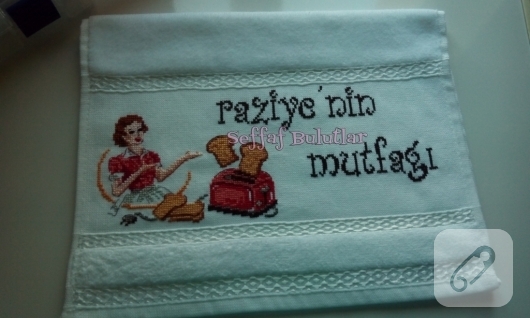 raziye'nin
Şeffaf Bulutlar
mutfağı